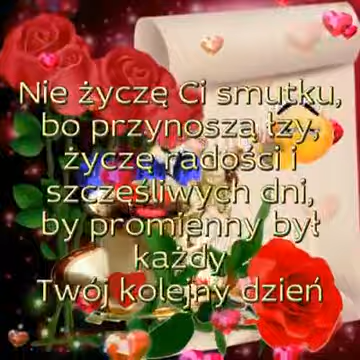 Nie życzę Ci smutku,
bo przynoszą łzy,
życzę radości i
szczęśliwych dni,
by promienny był
każdy
Twój kolejny dzień